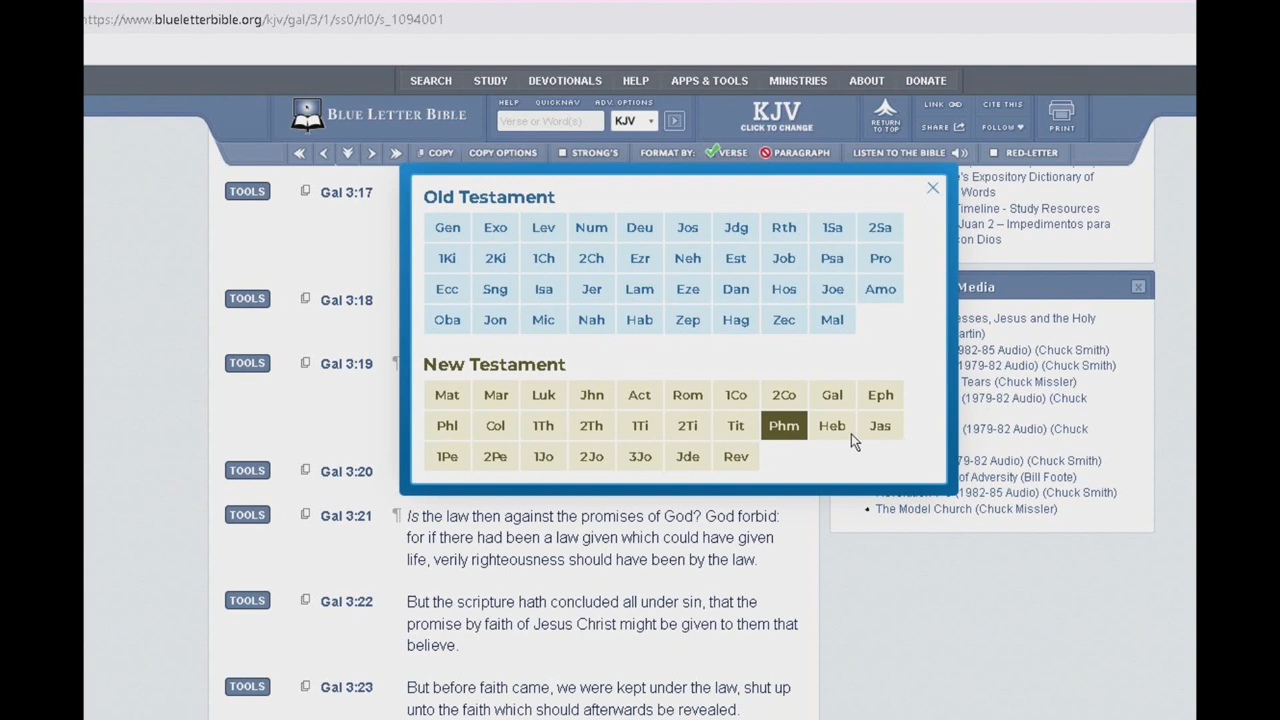 https://www.blueletterbible.org/kjv/gal/3/1/ss0/rl0/s_1094001
SEARCH STUDY DEVOTIONALS HELP APPS & TOOLS MINISTRIES ABOUT DONATE
BLUE LETTER BIBLE
HELP QUICKNAV ADV. OPTIONS
Verse or Word(s) KJV
KJV
CLICK TO CHANGE
RETURN
TO TOP
LINK CITE THIS
SHARE FOLLOW
PRINT
COPY COPY OPTIONS STRONG'S FORMAT BY: VERSE PARAGRAPH LISTEN TO THE BIBLE RED-LETTER
TOOLS Gal 3:17
TOOLS Gal 3:18
TOOLS Gal 3:19 ¶
TOOLS Gal 3:20
Old Testament
Gen Exo Lev Num Deu Jos Jdg Rth 1Sa 2Sa
1Ki 2Ki 1Ch 2Ch Ezr Neh Est Job Psa Pro
Ecc Sng Isa Jer Lam Eze Dan Hos Joe Amo
Oba Jon Mic Nah Hab Zep Hag Zec Mal
New Testament
Mat Mar Luk Jhn Act Rom 1Co 2Co Gal Eph
Phl Col 1Th 2Th 1Ti 2Ti Tit Phm Heb Jas
1Pe 2Pe 1Jo 2Jo 3Jo Jde Rev
TOOLS Gal 3:21 ¶ Is the law then against the promises of God? God forbid:
for if there had been a law given which could have given
life, verily righteousness should have been by the law.
TOOLS Gal 3:22 But the scripture hath concluded all under sin, that the
promise by faith of Jesus Christ might be given to them that
believe.
TOOLS Gal 3:23 But before faith came, we were kept under the law, shut up
unto the faith which should afterwards be revealed.
's Expository Dictionary of
Words
Timeline - Study Resources
Juan 2 – Impedimentos para
con Dios
Media
esses, Jesus and the Holy
artin)
1982-85 Audio) (Chuck Smith)
1979-82 Audio) (Chuck Smith)
Tears (Chuck Missler)
(1979-82 Audio) (Chuck
Smith)
1979-82 Audio) (Chuck
Smith)
979-82 Audio) (Chuck Smith)
of Adversity (Bill Foote)
(1982-85 Audio) (Chuck Smith)
The Model Church (Chuck Missler)